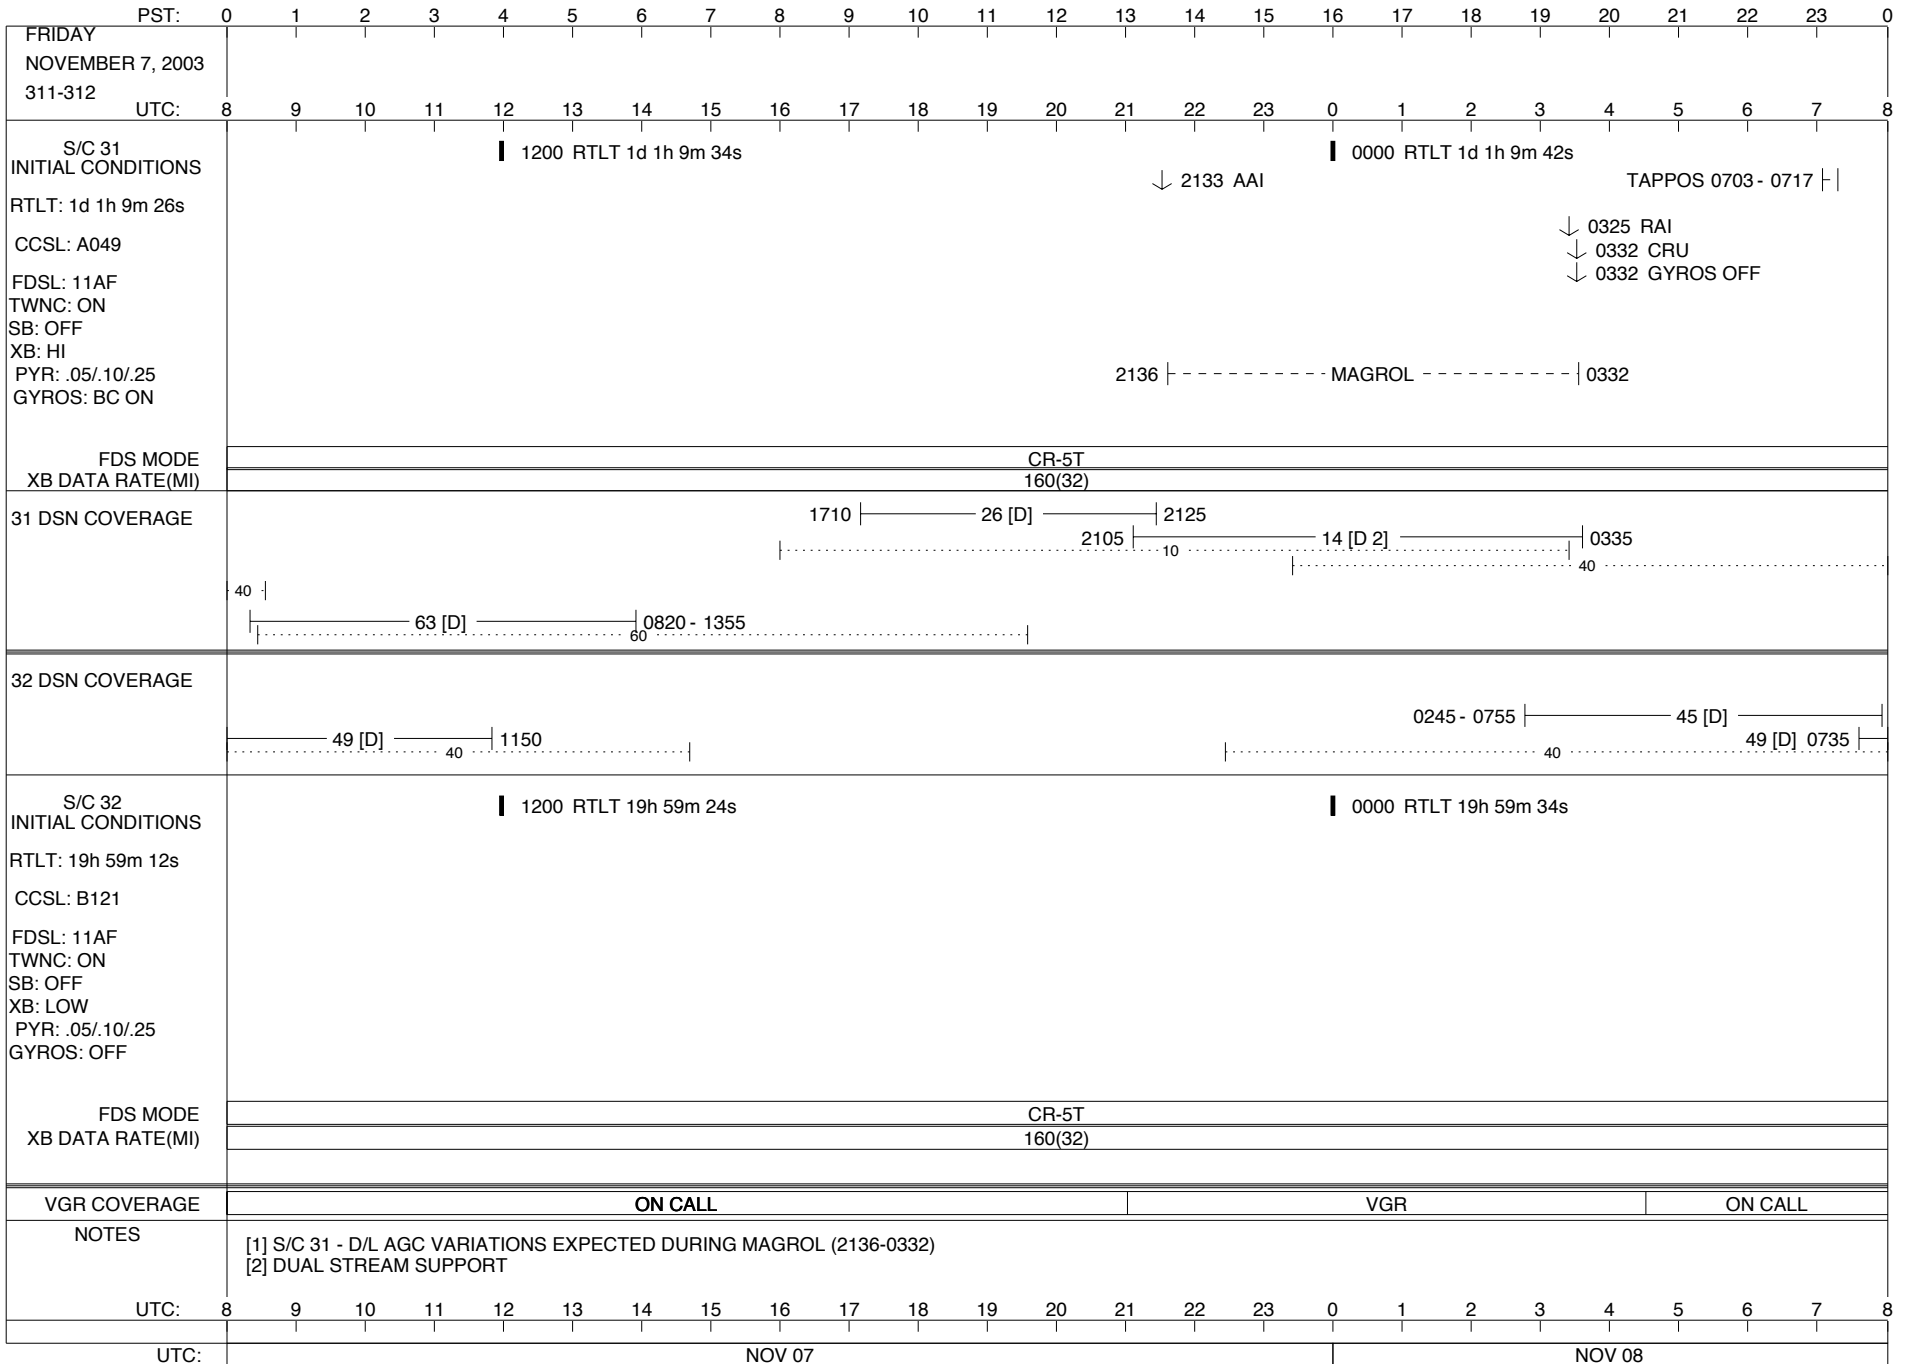 PST: 0 1 2 3 4 5 6 7 8 9 10 11 12 13 14 15 16 17 18 19 20 21 22 23 0
FRIDAY
NOVEMBER 7, 2003
311-312
UTC: 8 9 10 11 12 13 14 15 16 17 18 19 20 21 22 23 0 1 2 3 4 5 6 7 8
S/C 31
INITIAL CONDITIONS
1200 RTLT 1d 1h 9m 34s
0000 RTLT 1d 1h 9m 42s
2133 AAI
TAPPOS 0703 - 0717
RTLT: 1d 1h 9m 26s
0325 RAI
CCSL: A049
0332 CRU
0332 GYROS OFF
FDSL: 11AF
TWNC: ON
SB: OFF
XB: HI
PYR: .05/.10/.25
2136 MAGROL 0332
GYROS: BC ON
FDS MODE CR-5T
XB DATA RATE(MI) 160(32)
31 DSN COVERAGE
1710 26 [D] 2125
2105 14 [D 2] 0335
10
40
40
63 [D] 0820 - 1355
60
32 DSN COVERAGE
0245 - 0755 45 [D]
49 [D] 1150
49 [D] 0735
40
40
S/C 32
INITIAL CONDITIONS
1200 RTLT 19h 59m 24s
0000 RTLT 19h 59m 34s
RTLT: 19h 59m 12s
CCSL: B121
FDSL: 11AF
TWNC: ON
SB: OFF
XB: LOW
PYR: .05/.10/.25
GYROS: OFF
FDS MODE CR-5T
XB DATA RATE(MI) 160(32)
VGR COVERAGE ON CALL VGR ON CALL
NOTES
[1] S/C 31 - D/L AGC VARIATIONS EXPECTED DURING MAGROL (2136-0332)
[2] DUAL STREAM SUPPORT
UTC: 8 9 10 11 12 13 14 15 16 17 18 19 20 21 22 23 0 1 2 3 4 5 6 7 8
UTC: NOV 07 NOV 08